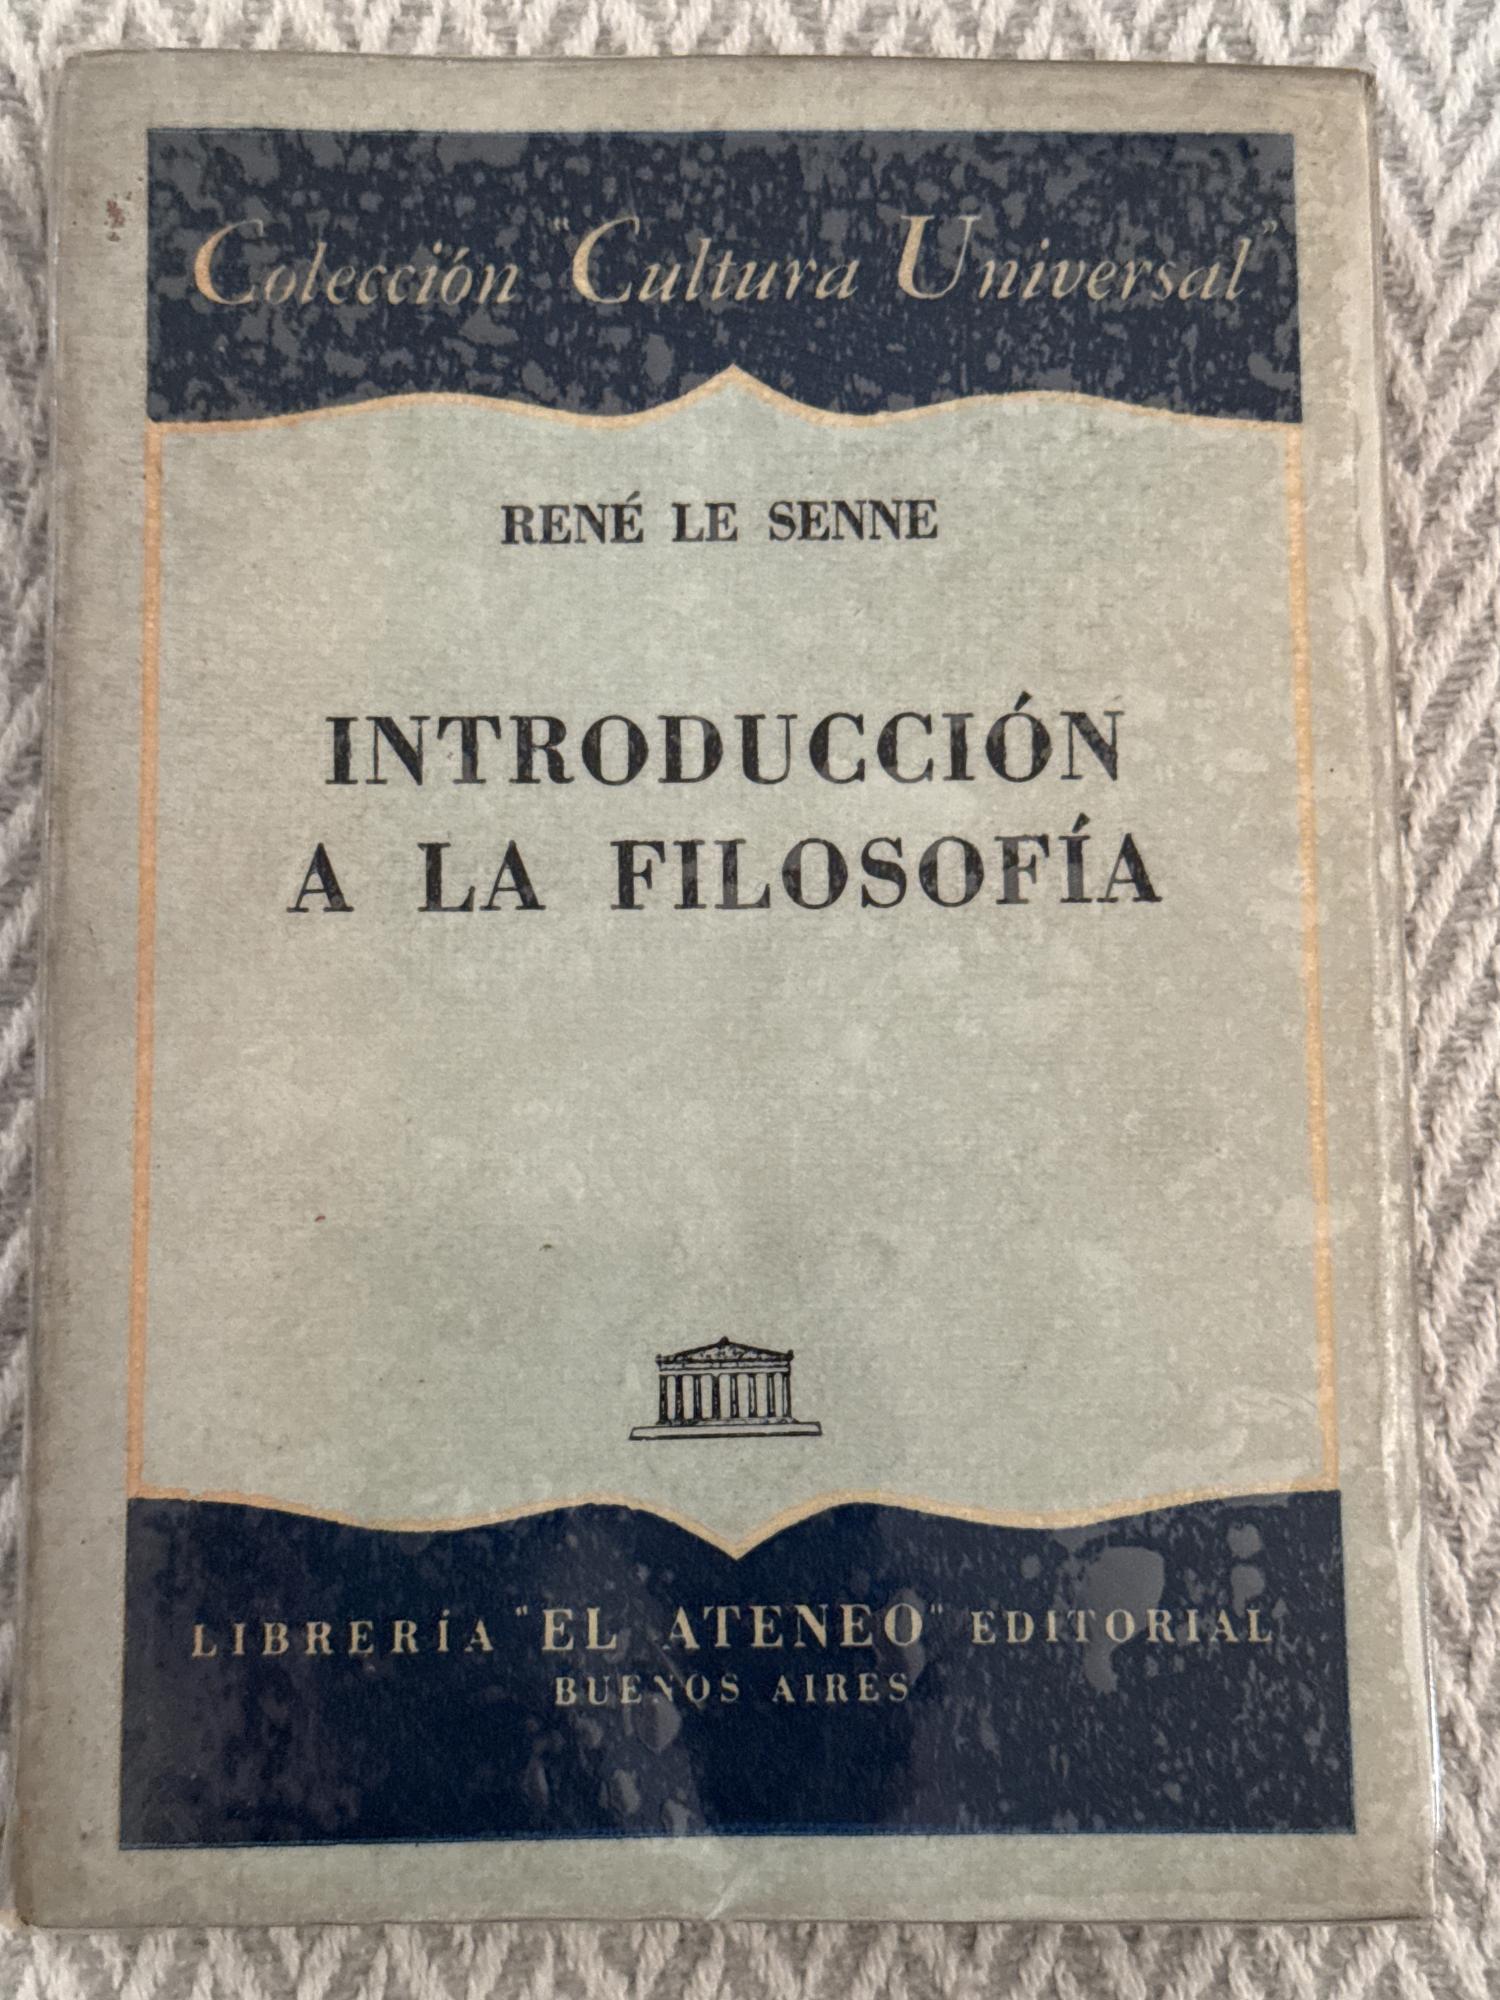 Colección "Cultura Universal"
RENÉ LE SENNE
INTRODUCCIÓN
A LA FILOSOFÍA
LIBRERÍA "EL ATENEO" EDITORIAL
BUENOS AIRES